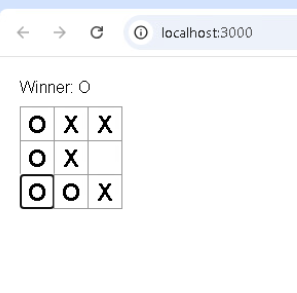 localhost:3000
Winner: O
O X X
O X
O O X